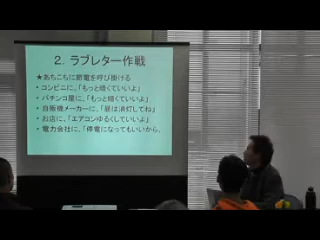 2. ラブレター作戦
★あちこちに節電を呼び掛ける
・コンビニに、「もっと暗くていいよ」
・パチンコ屋に、「もっと暗くていいよ」
・自販機メーカーに、「昼は消灯してね」
・お店に、「エアコンゆるくしていいよ」
・電力会社に、「停電になってもいいから、